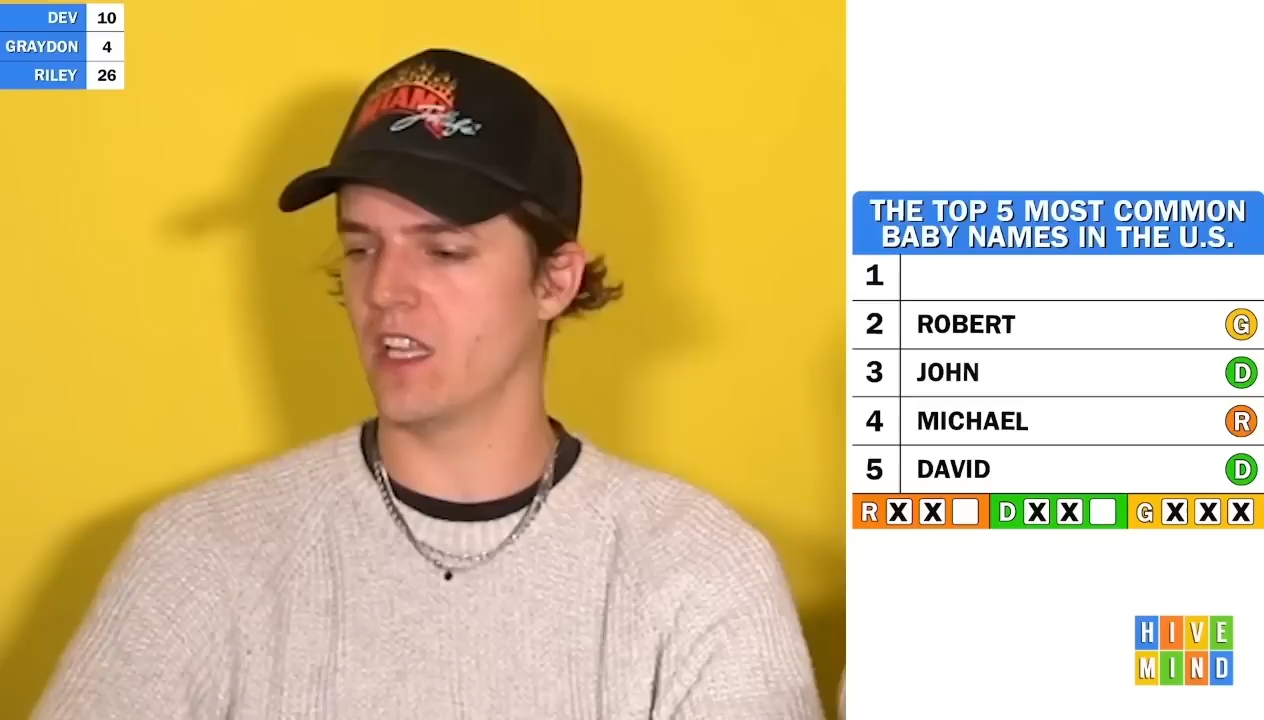 DEV 10
GRAYDON 4
RILEY 26
MIAMI
THE TOP 5 MOST COMMON
BABY NAMES IN THE U.S.
1
2 ROBERT G
3 JOHN D
4 MICHAEL R
5 DAVID D
R X X D X X G X X X
HIVE
MIND